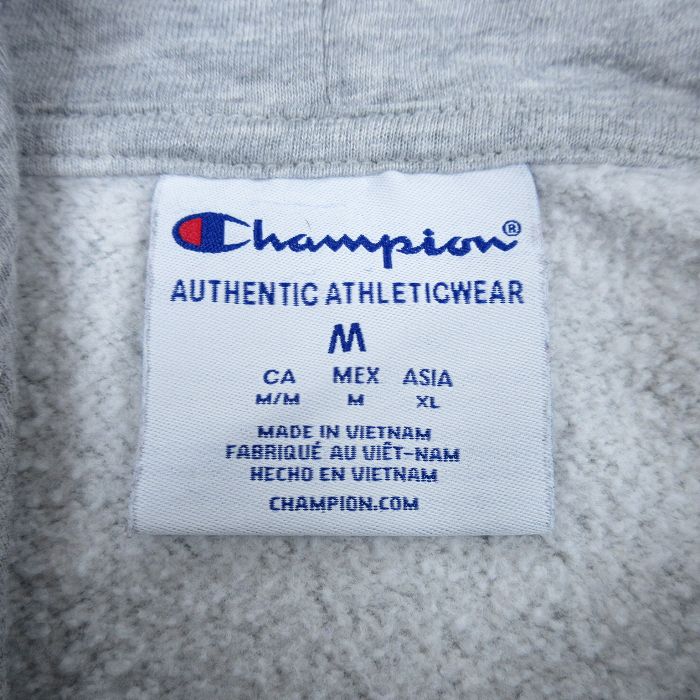 Champion®
AUTHENTIC ATHLETICWEAR
M
CA MEX ASIA
M/M M XL
MADE IN VIETNAM
FABRIQUÉ AU VIÊT-NAM
HECHO EN VIETNAM
CHAMPION.COM